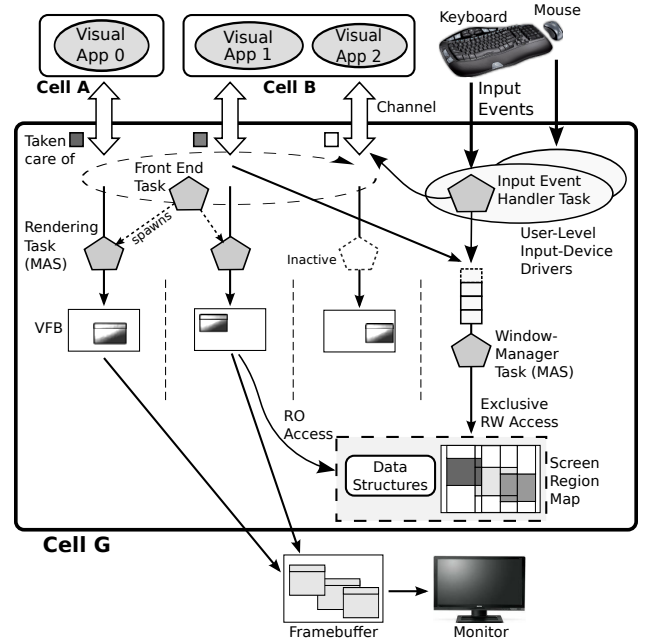 Visual
App 0
Visual
App 1
Visual
App 2
Keyboard
Mouse
Cell A
Cell B
Channel
Input
Events
Taken
care of
Front End
Task
Input Event
Handler Task
spawns
Rendering
Task
(MAS)
Inactive
User-Level
Input-Device
Drivers
VFB
Window-
Manager
Task (MAS)
RO
Access
Exclusive
RW Access
Data
Structures
Screen
Region
Map
Cell G
Framebuffer
Monitor